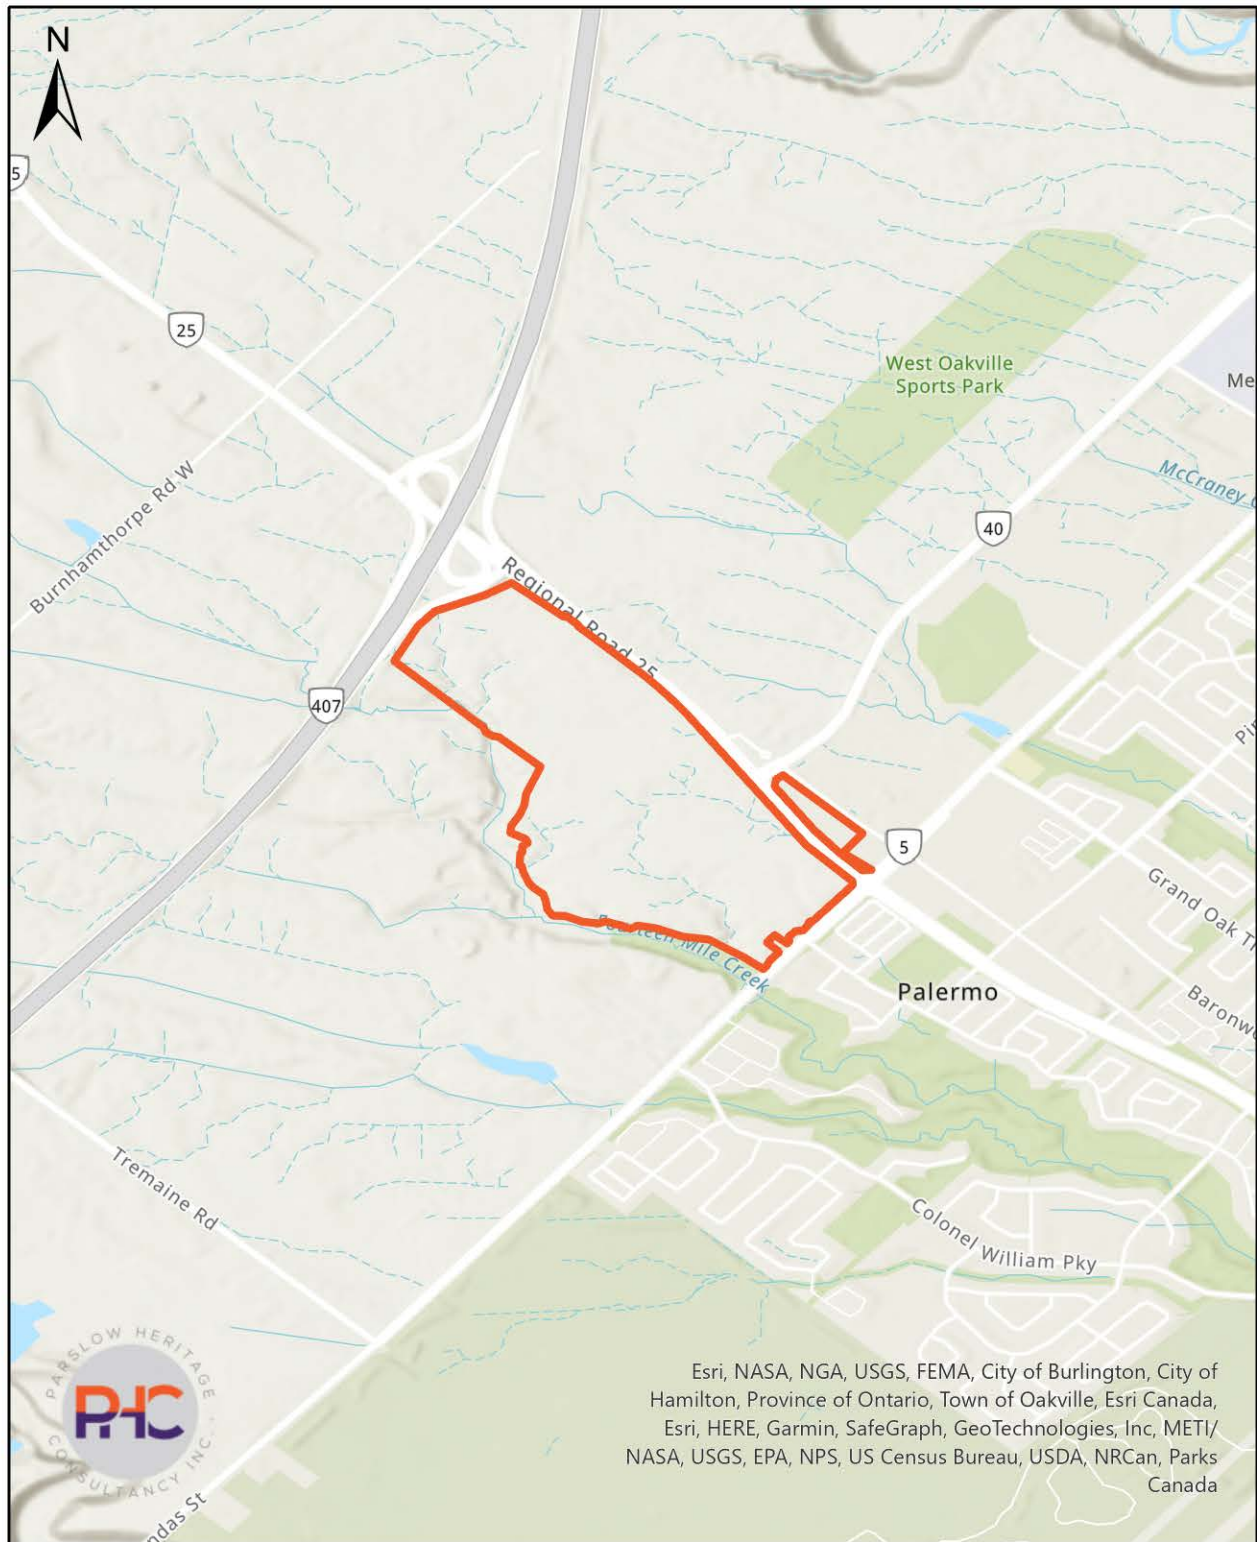 N
5
25
West Oakville
Sports Park
Me
McCraney
40
Burnhamthorpe Rd W
Regional Road 25
407
Pi
5
Grand Oak T
Fourteen Mile Creek
Palermo
Baronw
Tremaine Rd
Colonel William Pky
PARSLOW HERITAGE
PHC
CONSULTANCY INC.
ndas St
Esri, NASA, NGA, USGS, FEMA, City of Burlington, City of
Hamilton, Province of Ontario, Town of Oakville, Esri Canada,
Esri, HERE, Garmin, SafeGraph, GeoTechnologies, Inc, METI/
NASA, USGS, EPA, NPS, US Census Bureau, USDA, NRCan, Parks
Canada